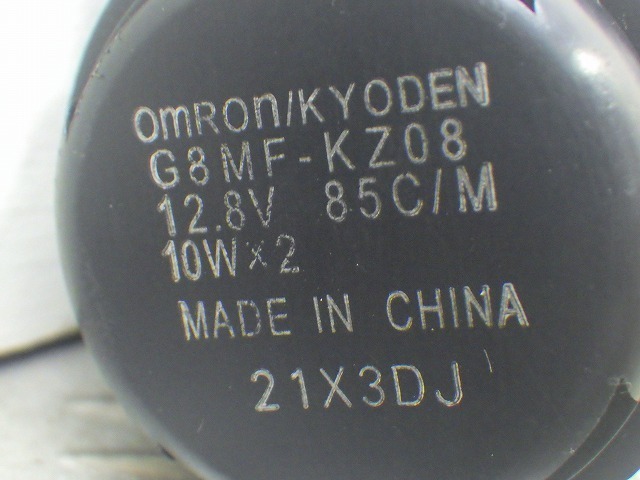 omRon/KYODEN
G8MF-KZ08
12.8V 85C/M
10W×2
MADE IN CHINA
21X3DJ